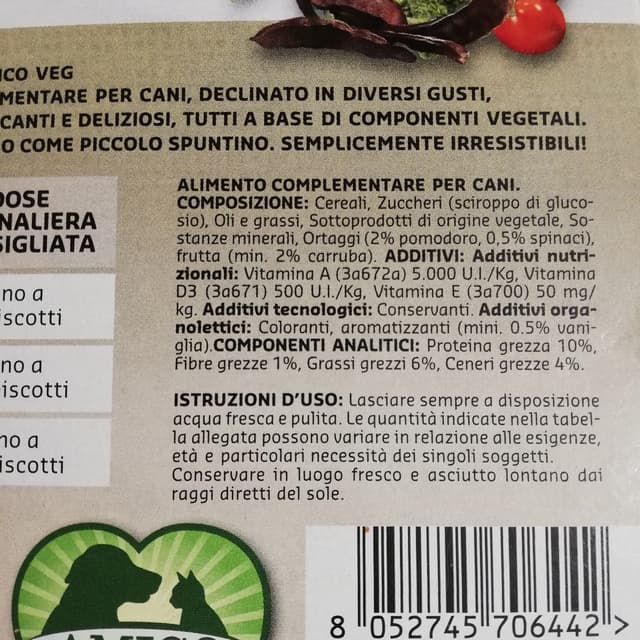 ICO VEG
MENTARE PER CANI, DECLINATO IN DIVERSI GUSTI,
CANTI E DELIZIOSI, TUTTI A BASE DI COMPONENTI VEGETALI.
O COME PICCOLO SPUNTINO. SEMPLICEMENTE IRRESISTIBILI!
DOSE
NALIERA
SIGLIATA
no a
iscotti
no a
iscotti
no a
iscotti
ALIMENTO COMPLEMENTARE PER CANI.
COMPOSIZIONE: Cereali, Zuccheri (sciroppo di gluco-
sio), Oli e grassi, Sottoprodotti di origine vegetale, So-
stanze minerali, Ortaggi (2% pomodoro, 0,5% spinaci),
frutta (min. 2% carruba). ADDITIVI: Additivi nutri-
zionali: Vitamina A (3a672a) 5.000 U.I./Kg, Vitamina
D3 (3a671) 500 U.I./Kg, Vitamina E (3a700) 50 mg/
kg. Additivi tecnologici: Conservanti. Additivi orga-
nolettici: Coloranti, aromatizzanti (mini. 0.5% vani-
glia).COMPONENTI ANALITICI: Proteina grezza 10%,
Fibre grezze 1%, Grassi grezzi 6%, Ceneri grezze 4%.
ISTRUZIONI D'USO: Lasciare sempre a disposizione
acqua fresca e pulita. Le quantità indicate nella tabel-
la allegata possono variare in relazione alle esigenze,
età e particolari necessità dei singoli soggetti.
Conservare in luogo fresco e asciutto lontano dai
raggi diretti del sole.
AMICO
8 052745 706442 >